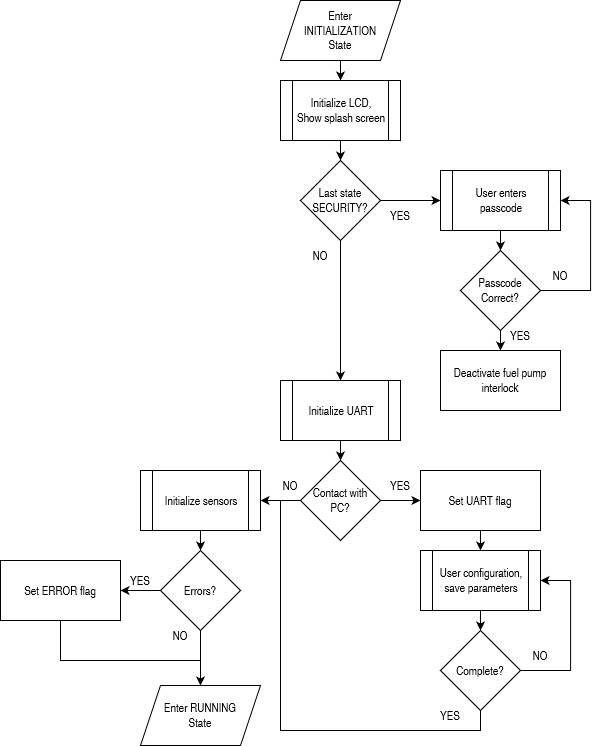 Enter
INITIALIZATION
State
Initialize LCD,
Show splash screen
Last state
SECURITY?
YES
User enters
passcode
NO
Passcode
Correct?
NO
YES
Deactivate fuel pump
interlock
Initialize UART
Initialize sensors
NO
Contact with
PC?
YES
Set UART flag
Set ERROR flag
YES
Errors?
User configuration,
save parameters
NO
Complete?
NO
YES
Enter RUNNING
State